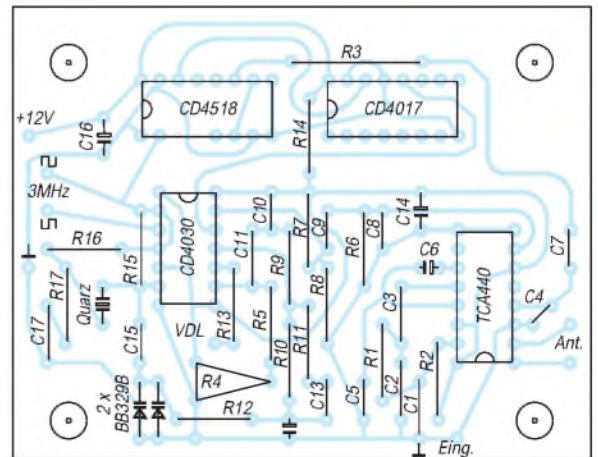 R3
CD4518
CD4017
+12V
C16
R14
3MHz
R16
R15
CD4030
C10
C11
R9
R7
C9
R8
R6
C8
C14
C6
TCA440
C7
C4
R17
Quarz
C17
C15
VDL
R13
R5
R10
R11
R1
C3
C2
R2
Ant.
2 x
BB329B
R4
R12
C13
C5
C1
Eing.